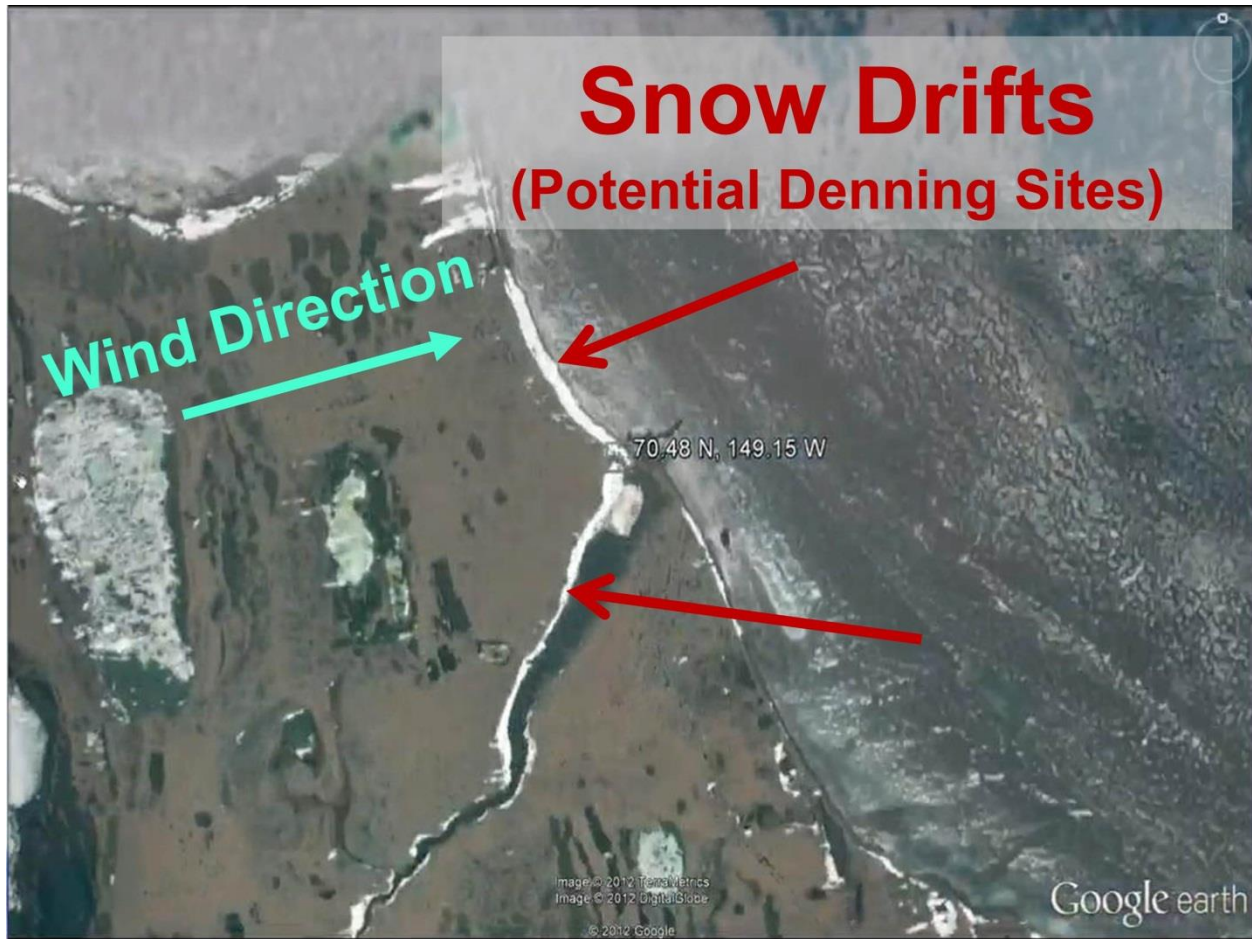 Snow Drifts
(Potential Denning Sites)
Wind Direction
70.48 N, 149.15 W
Image © 2012 TerraMetrics
Image © 2012 DigitalGlobe
© 2012 Google
Google earth